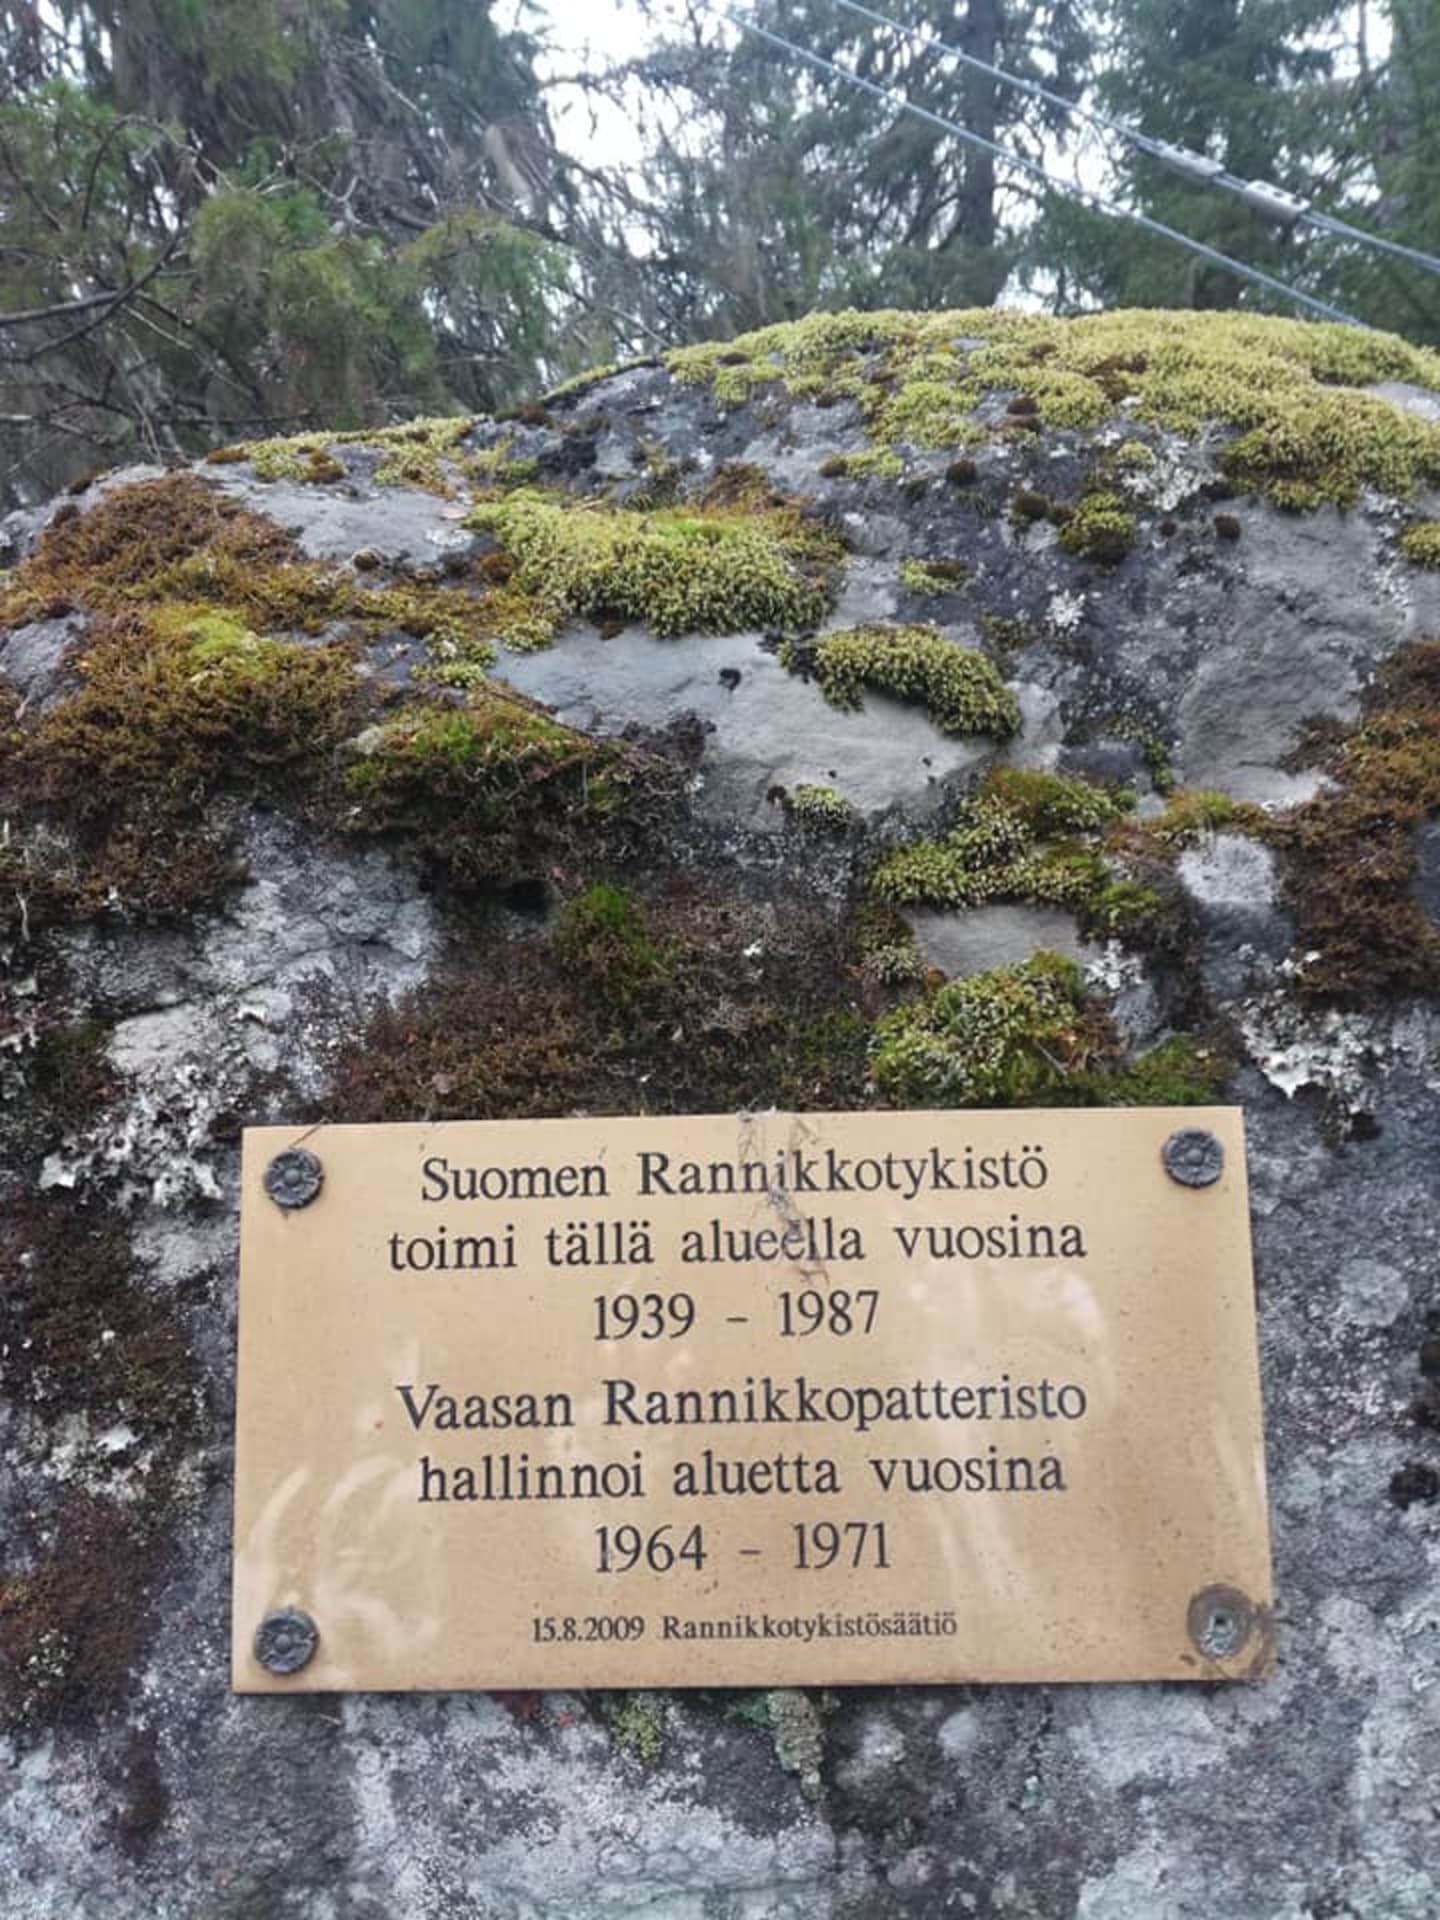 Suomen Rannikkotykistö
toimi tällä alueella vuosina
1939 - 1987
Vaasan Rannikkopatteristo
hallinnoi aluetta vuosina
1964 - 1971
15.8.2009 Rannikkotykistösäätiö